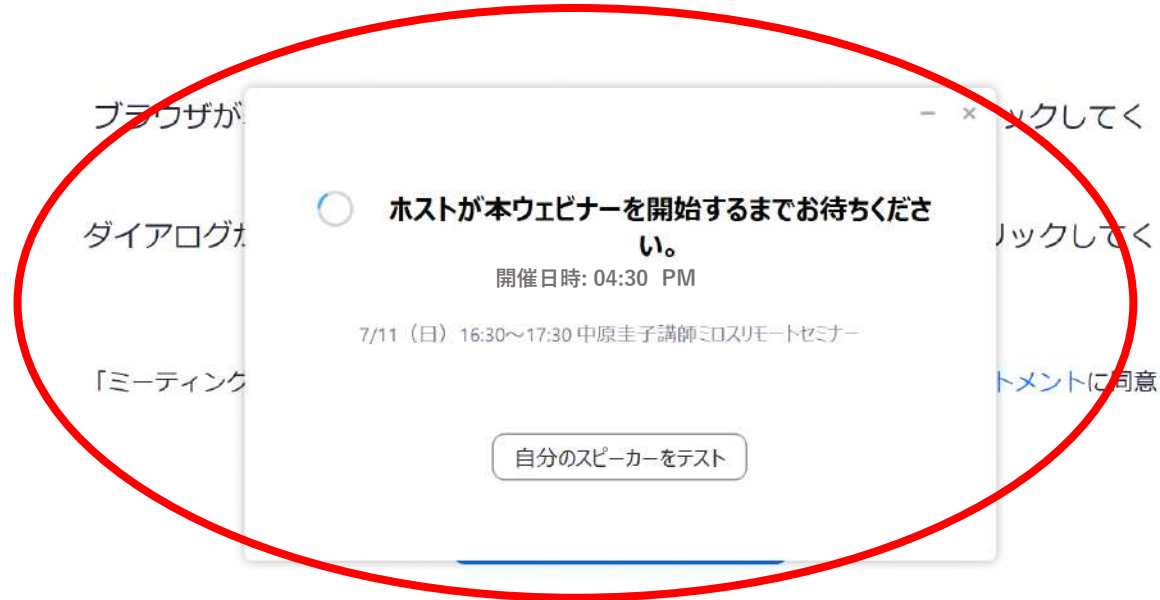 ブラウザが
ックしてく
ホストが本ウェビナーを開始するまでお待ちくださ
い。
ダイアログ
リックしてく
開催日時: 04:30 PM
7/11（日）16:30～17:30 中原圭子講師ミロスリモートセミナー
「ミーティング
トメントに同意
自分のスピーカーをテスト